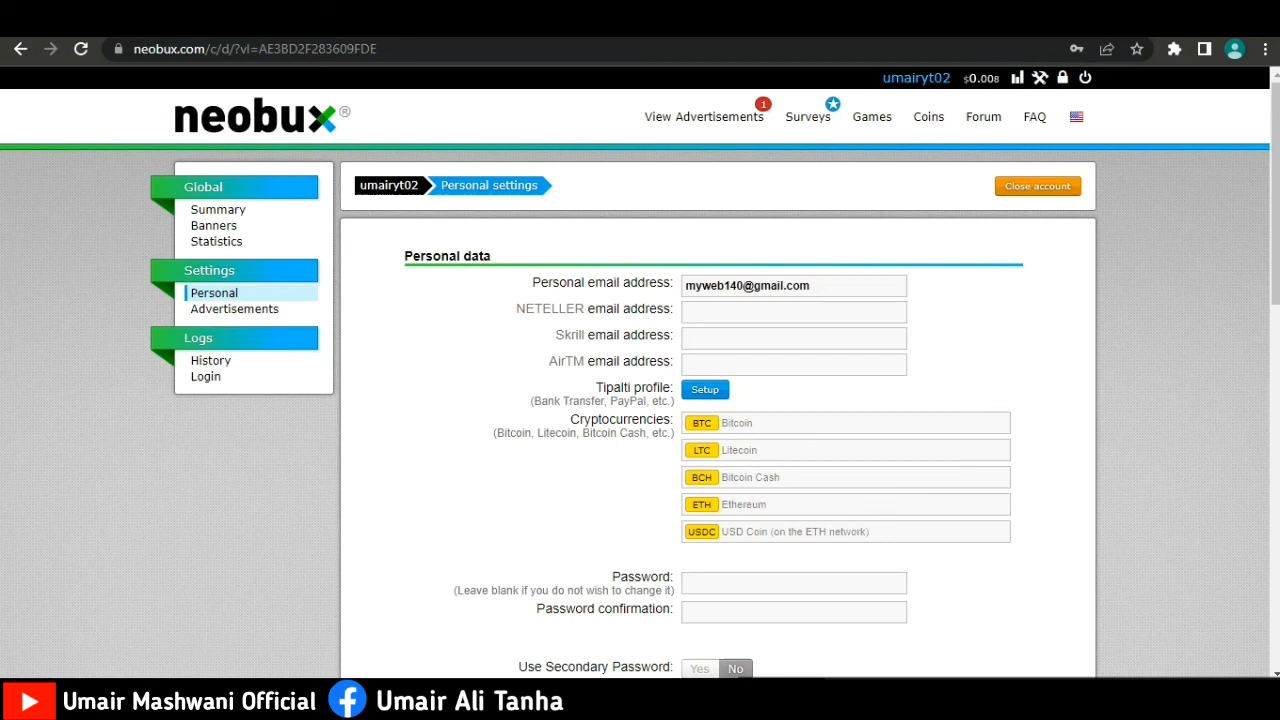 neobux.com/c/d/?vl=AE3BD2F283609FDE
umairyt02 $0.008
neobux®
View Advertisements 1 Surveys Games Coins Forum FAQ
Global
Summary
Banners
Statistics
Settings
Personal
Advertisements
Logs
History
Login
umairyt02 Personal settings Close account
Personal data
Personal email address: myweb140@gmail.com
NETELLER email address:
Skrill email address:
AirTM email address:
Tipalti profile: Setup
(Bank Transfer, PayPal, etc.)
Cryptocurrencies: BTC Bitcoin
(Bitcoin, Litecoin, Bitcoin Cash, etc.)
LTC Litecoin
BCH Bitcoin Cash
ETH Ethereum
USDC USD Coin (on the ETH network)
Password:
(Leave blank if you do not wish to change it)
Password confirmation:
Use Secondary Password: Yes No
Umair Mashwani Official Umair Ali Tanha